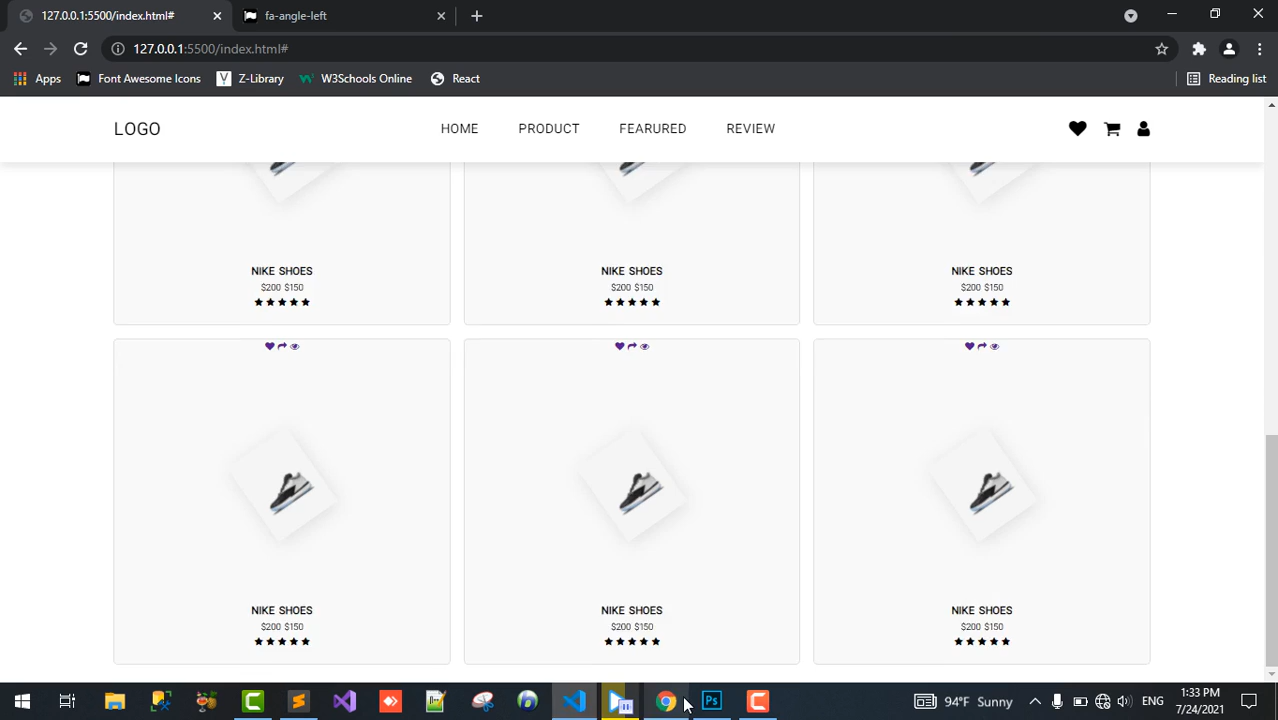 127.0.0.1:5500/index.html#
fa-angle-left
127.0.0.1:5500/index.html#
Apps
Font Awesome Icons
Z-Library
W3Schools Online
React
Reading list
LOGO
HOME
PRODUCT
FEARURED
REVIEW
NIKE SHOES
$200 $150
NIKE SHOES
$200 $150
NIKE SHOES
$200 $150
NIKE SHOES
$200 $150
NIKE SHOES
$200 $150
NIKE SHOES
$200 $150
Ps
94°F Sunny
ENG
1:33 PM
7/24/2021